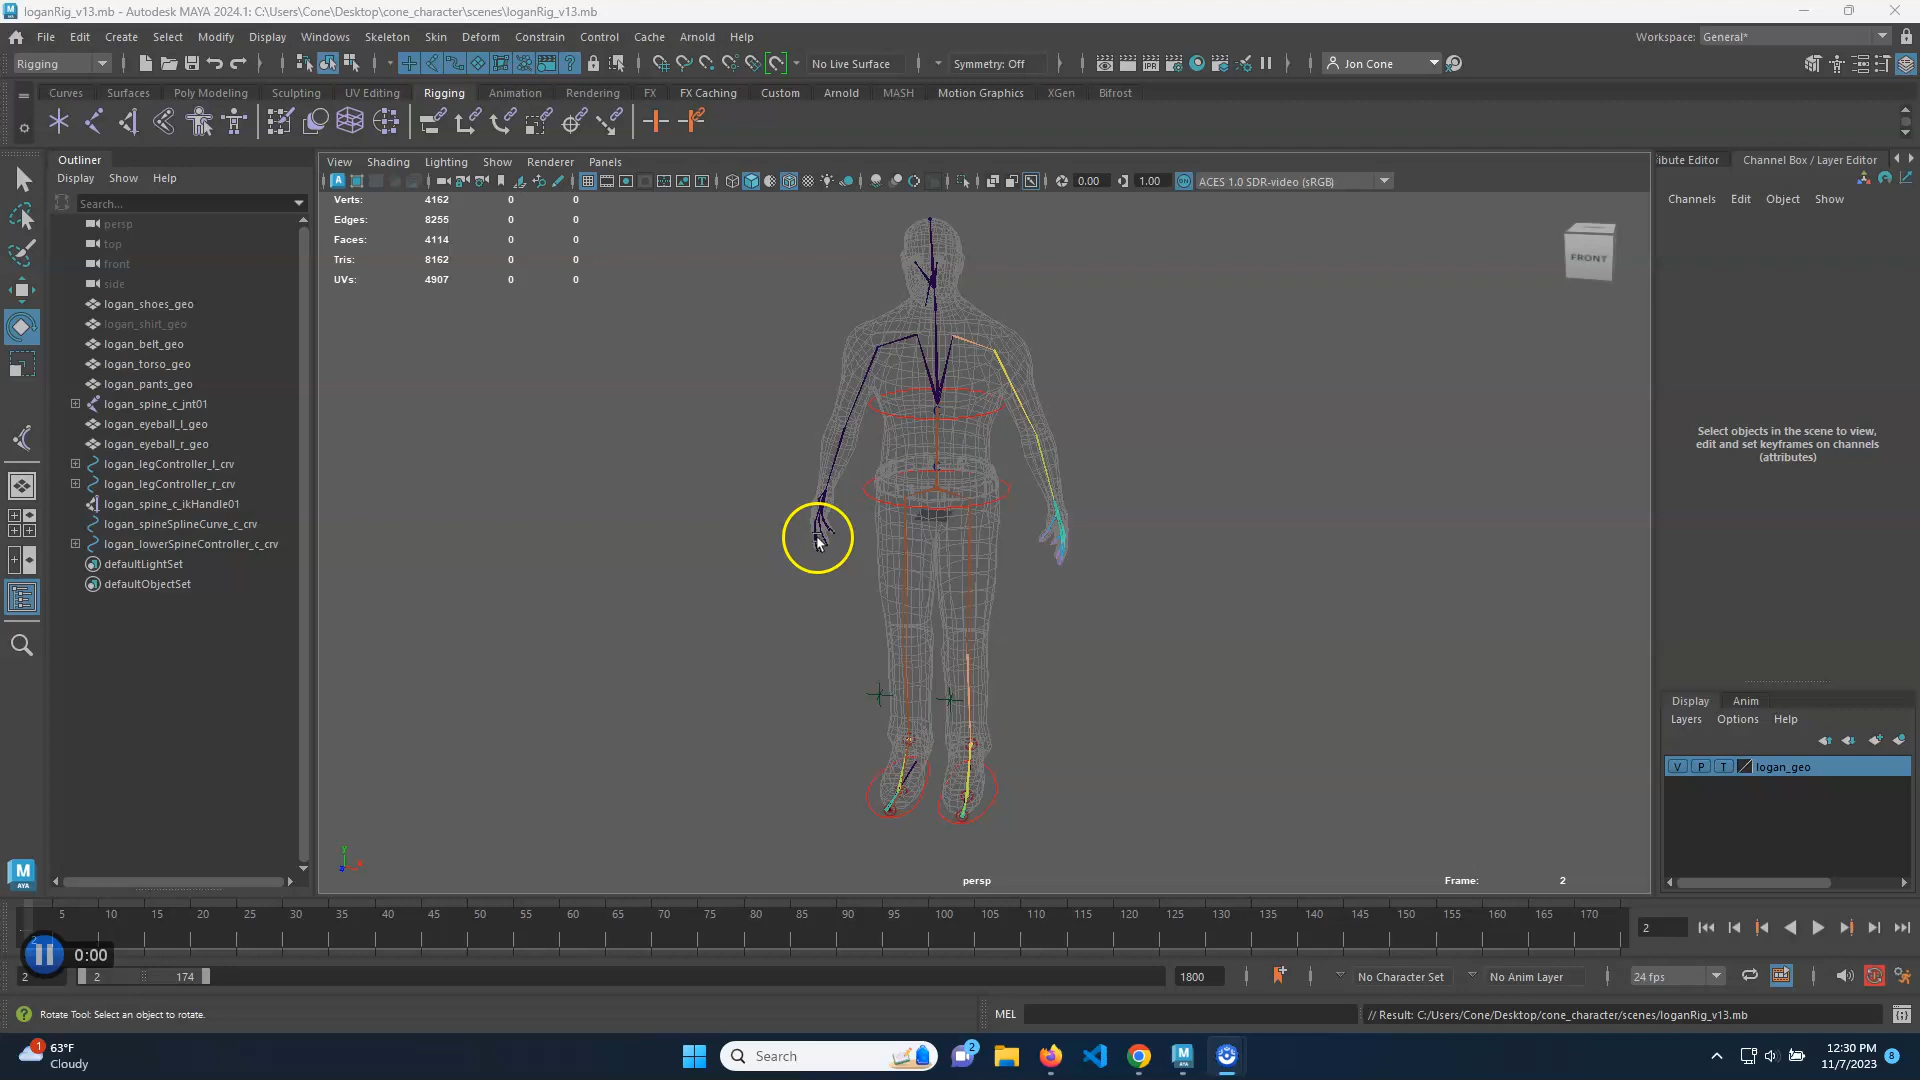 loganRig_v13.mb - Autodesk MAYA 2024.1: C:\Users\Cone\Desktop\cone_character\scenes\loganRig_v13.mb
File Edit Create Select Modify Display Windows Skeleton Skin Deform Constrain Control Cache Arnold Help
Workspace: General*
Rigging
No Live Surface
Symmetry: Off
Jon Cone
Curves Surfaces Poly Modeling Sculpting UV Editing Rigging Animation Rendering FX FX Caching Custom Arnold MASH Motion Graphics XGen Bifrost
Outliner
Display Show Help
Search...
persp
top
front
side
logan_shoes_geo
logan_shirt_geo
logan_belt_geo
logan_torso_geo
logan_pants_geo
logan_spine_c_jnt01
logan_eyeball_l_geo
logan_eyeball_r_geo
logan_legController_l_crv
logan_legController_r_crv
logan_spine_c_ikHandle01
logan_spineSplineCurve_c_crv
logan_lowerSpineController_c_crv
defaultLightSet
defaultObjectSet
View Shading Lighting Show Renderer Panels
0.00
1.00
ON
ACES 1.0 SDR-video (sRGB)
Verts: 4162 0 0
Edges: 8255 0 0
Faces: 4114 0 0
Tris: 8162 0 0
UVs: 4907 0 0
FRONT
y
persp
Frame: 2
ibute Editor
Channel Box / Layer Editor
Channels Edit Object Show
Select objects in the scene to view,
edit and set keyframes on channels
(attributes)
Display Anim
Layers Options Help
V P T logan_geo
5 10 15 20 25 30 35 40 45 50 55 60 65 70 75 80 85 90 95 100 105 110 115 120 125 130 135 140 145 150 155 160 165 170
2
0:00
2
2 174
1800
No Character Set
No Anim Layer
24 fps
Rotate Tool: Select an object to rotate.
MEL
// Result: C:/Users/Cone/Desktop/cone_character/scenes/loganRig_v13.mb
M
AYA
IPR
1
63°F
Cloudy
Search
2
12:30 PM
11/7/2023
8